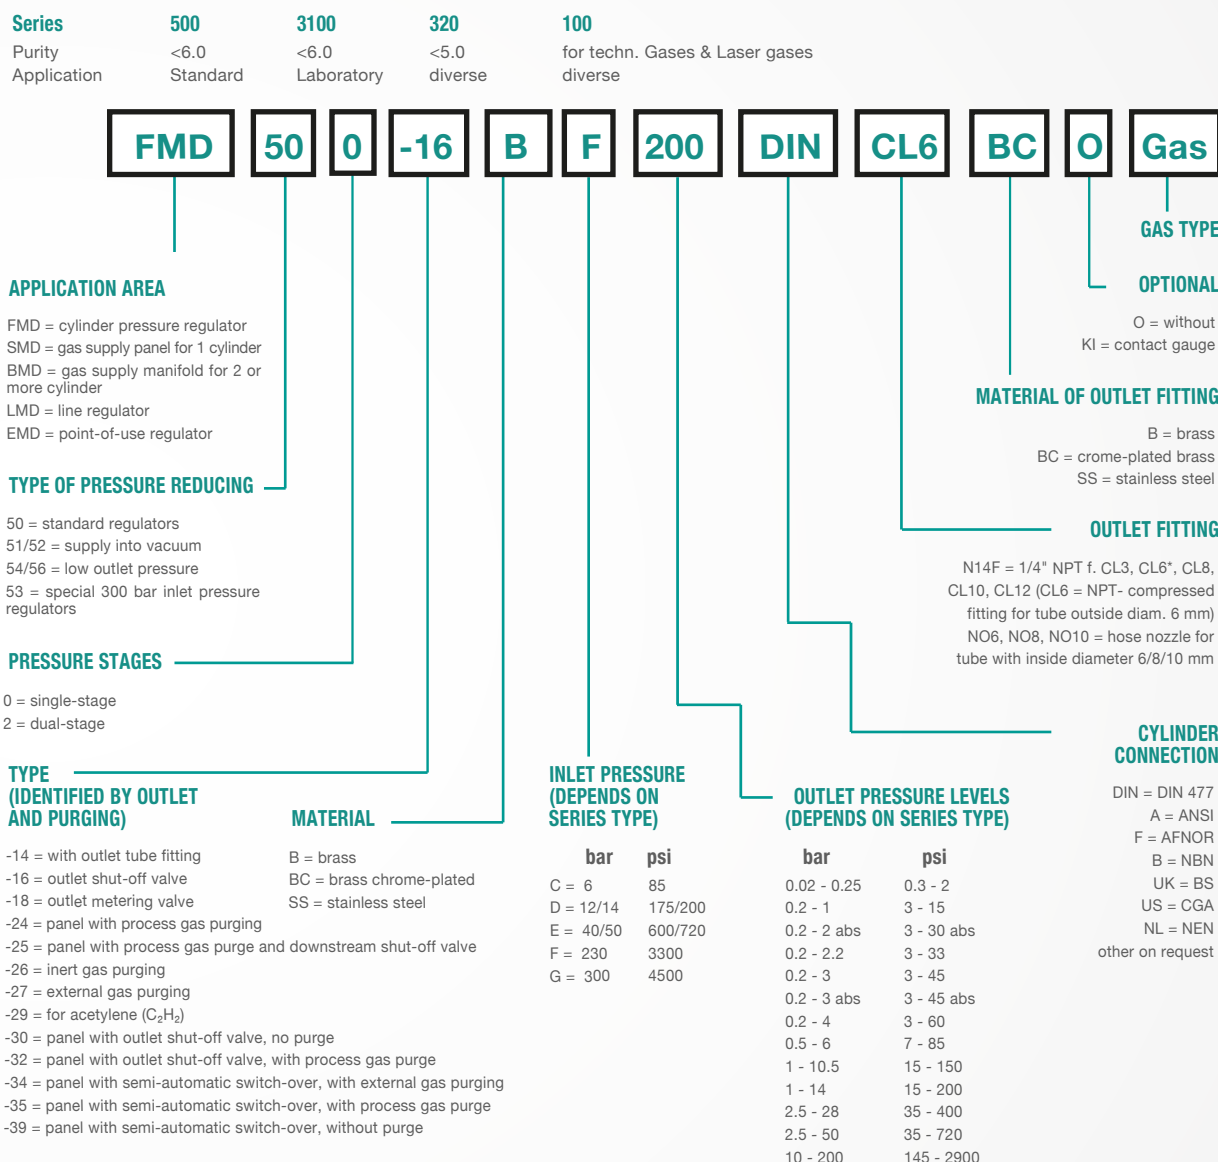 Series 500 3100 320 100
Purity <6.0 <6.0 <5.0 for techn. Gases & Laser gases
Application Standard Laboratory diverse diverse
FMD 50 0 -16 B F 200 DIN CL6 BC O Gas
GAS TYPE
OPTIONAL
O = without
KI = contact gauge
MATERIAL OF OUTLET FITTING
B = brass
BC = crome-plated brass
SS = stainless steel
OUTLET FITTING
N14F = 1/4" NPT f. CL3, CL6*, CL8,
CL10, CL12 (CL6 = NPT- compressed
fitting for tube outside diam. 6 mm)
NO6, NO8, NO10 = hose nozzle for
tube with inside diameter 6/8/10 mm
CYLINDER
CONNECTION
DIN = DIN 477
A = ANSI
F = AFNOR
B = NBN
UK = BS
US = CGA
NL = NEN
other on request
APPLICATION AREA
FMD = cylinder pressure regulator
SMD = gas supply panel for 1 cylinder
BMD = gas supply manifold for 2 or
more cylinder
LMD = line regulator
EMD = point-of-use regulator
TYPE OF PRESSURE REDUCING
50 = standard regulators
51/52 = supply into vacuum
54/56 = low outlet pressure
53 = special 300 bar inlet pressure
regulators
PRESSURE STAGES
0 = single-stage
2 = dual-stage
TYPE
(IDENTIFIED BY OUTLET
AND PURGING)
-14 = with outlet tube fitting
-16 = outlet shut-off valve
-18 = outlet metering valve
-24 = panel with process gas purging
-25 = panel with process gas purge and downstream shut-off valve
-26 = inert gas purging
-27 = external gas purging
-29 = for acetylene (C₂H₂)
-30 = panel with outlet shut-off valve, no purge
-32 = panel with outlet shut-off valve, with process gas purge
-34 = panel with semi-automatic switch-over, with external gas purging
-35 = panel with semi-automatic switch-over, with process gas purge
-39 = panel with semi-automatic switch-over, without purge
MATERIAL
B = brass
BC = brass chrome-plated
SS = stainless steel
INLET PRESSURE
(DEPENDS ON
SERIES TYPE)
bar psi
C = 6 85
D = 12/14 175/200
E = 40/50 600/720
F = 230 3300
G = 300 4500
OUTLET PRESSURE LEVELS
(DEPENDS ON SERIES TYPE)
bar psi
0.02 - 0.25 0.3 - 2
0.2 - 1 3 - 15
0.2 - 2 abs 3 - 30 abs
0.2 - 2.2 3 - 33
0.2 - 3 3 - 45
0.2 - 3 abs 3 - 45 abs
0.2 - 4 3 - 60
0.5 - 6 7 - 85
1 - 10.5 15 - 150
1 - 14 15 - 200
2.5 - 28 35 - 400
2.5 - 50 35 - 720
10 - 200 145 - 2900